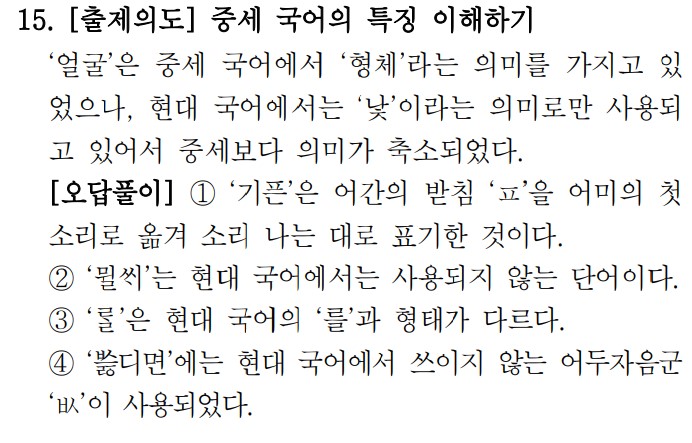 15. [출제의도] 중세 국어의 특징 이해하기
‘얼굴’은 중세 국어에서 ‘형체’라는 의미를 가지고 있
었으나, 현대 국어에서는 ‘낯’이라는 의미로만 사용되
고 있어서 중세보다 의미가 축소되었다.
[오답풀이] ① ‘기픈’은 어간의 받침 ‘ㅍ’을 어미의 첫
소리로 옮겨 소리 나는 대로 표기한 것이다.
② ‘뮐ᄊᆡ’는 현대 국어에서는 사용되지 않는 단어이다.
③ ‘ᄅᆞᆯ’은 현대 국어의 ‘를’과 형태가 다르다.
④ ‘ᄡᅳᇙ디면’에는 현대 국어에서 쓰이지 않는 어두자음군
‘ㅄ’이 사용되었다.